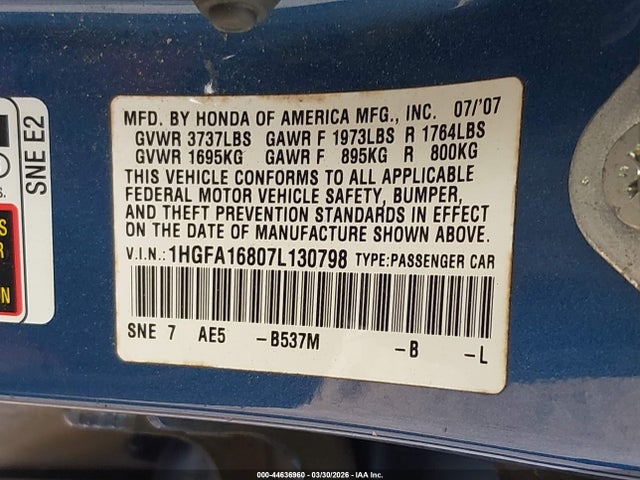 MFD. BY HONDA OF AMERICA MFG., INC. 07/'07
GVWR 3737LBS GAWR F 1973LBS R 1764LBS
GVWR 1695KG GAWR F 895KG R 800KG
THIS VEHICLE CONFORMS TO ALL APPLICABLE
FEDERAL MOTOR VEHICLE SAFETY, BUMPER,
AND THEFT PREVENTION STANDARDS IN EFFECT
ON THE DATE OF MANUFACTURE SHOWN ABOVE.
V.I.N.: 1HGFA16807L130798 TYPE:PASSENGER CAR
SNE 7 AE5 -B537M -B -L
SNE E2
000-44636960 - 03/30/2026 - IAA Inc.